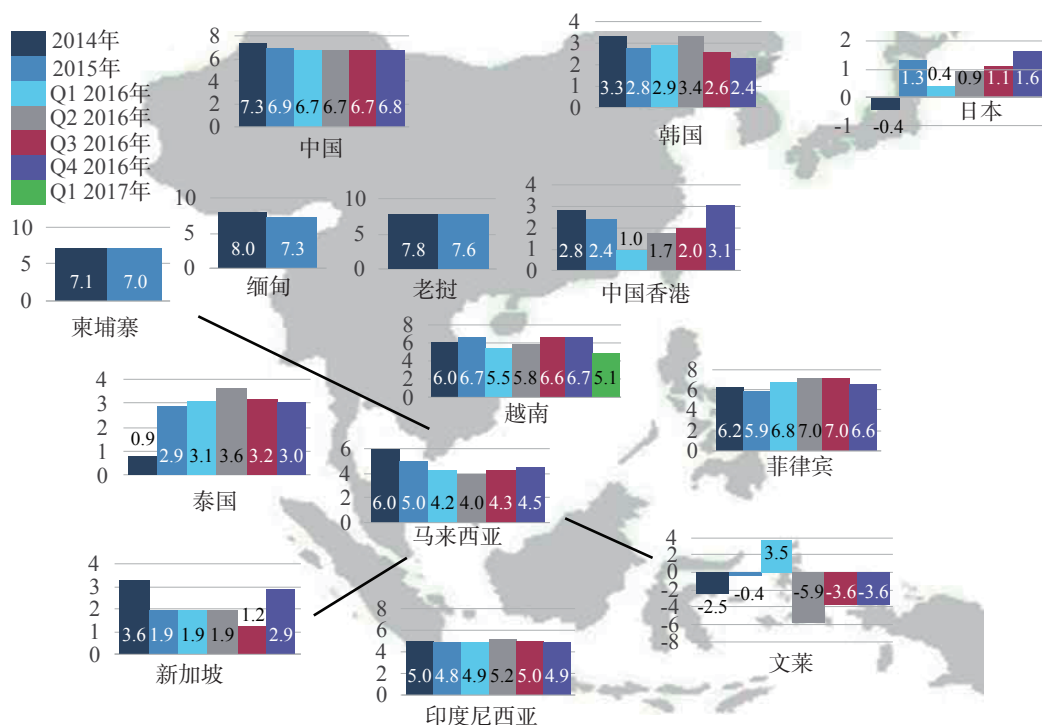 2014年
2015年
Q1 2016年
Q2 2016年
Q3 2016年
Q4 2016年
Q1 2017年
8
6
4
2
0
7.3 6.9 6.7 6.7 6.7 6.8
中国
4
3
2
1
0
3.3 2.8 2.9 3.4 2.6 2.4
韩国
2
1
0
-1
-0.4 1.3 0.4 0.9 1.1 1.6
日本
10
5
0
7.1 7.0
柬埔寨
10
5
0
8.0 7.3
缅甸
10
5
0
7.8 7.6
老挝
4
3
2
1
0
2.8 2.4 1.0 1.7 2.0 3.1
中国香港
8
6
4
2
0
6.0 6.7 5.5 5.8 6.6 6.7 5.1
越南
8
6
4
2
0
6.2 5.9 6.8 7.0 7.0 6.6
菲律宾
4
3
2
1
0
0.9 2.9 3.1 3.6 3.2 3.0
泰国
6
4
2
0
6.0 5.0 4.2 4.0 4.3 4.5
马来西亚
4
3
2
1
0
3.6 1.9 1.9 1.9 1.2 2.9
新加坡
8
6
4
2
0
5.0 4.8 4.9 5.2 5.0 4.9
印度尼西亚
4
2
0
-2
-4
-6
-8
-2.5 -0.4 3.5 -5.9 -3.6 -3.6
文莱